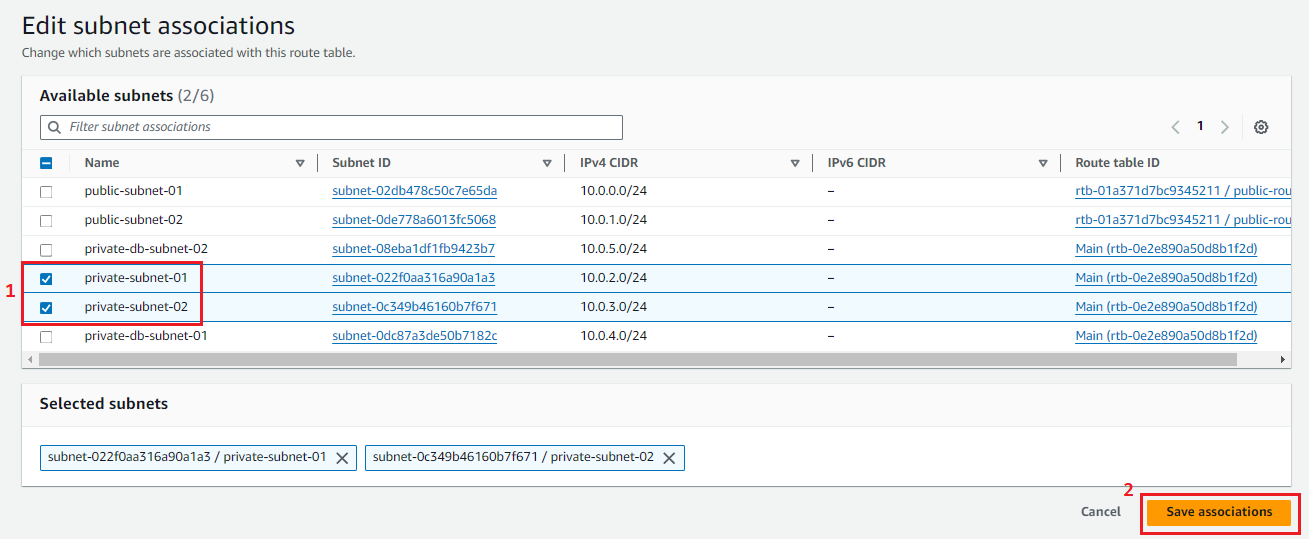 Edit subnet associations
Change which subnets are associated with this route table.
Available subnets (2/6)
Filter subnet associations
1
Name Subnet ID IPv4 CIDR IPv6 CIDR Route table ID
public-subnet-01 subnet-02db478c50c7e65da 10.0.0.0/24 – rtb-01a371d7bc9345211 / public-rou
public-subnet-02 subnet-0de778a6013fc5068 10.0.1.0/24 – rtb-01a371d7bc9345211 / public-rou
private-db-subnet-02 subnet-08eba1df1fb9423b7 10.0.5.0/24 – Main (rtb-0e2e890a50d8b1f2d)
private-subnet-01 subnet-022f0aa316a90a1a3 10.0.2.0/24 – Main (rtb-0e2e890a50d8b1f2d)
1
private-subnet-02 subnet-0c349b46160b7f671 10.0.3.0/24 – Main (rtb-0e2e890a50d8b1f2d)
private-db-subnet-01 subnet-0dc87a3de50b7182c 10.0.4.0/24 – Main (rtb-0e2e890a50d8b1f2d)
Selected subnets
subnet-022f0aa316a90a1a3 / private-subnet-01 subnet-0c349b46160b7f671 / private-subnet-02
2
Cancel Save associations